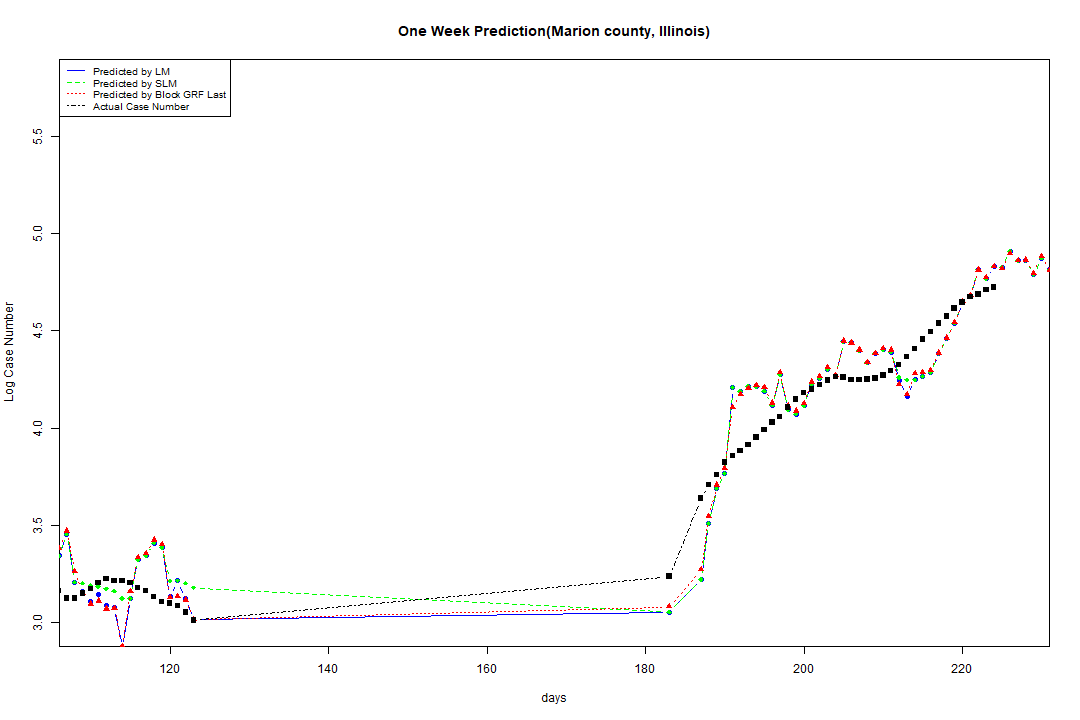 One Week Prediction(Marion county, Illinois)
Predicted by LM
Predicted by SLM
Predicted by Block GRF Last
Actual Case Number
5.5
5.0
4.5
4.0
3.5
3.0
Log Case Number
120 140 160 180 200 220
days